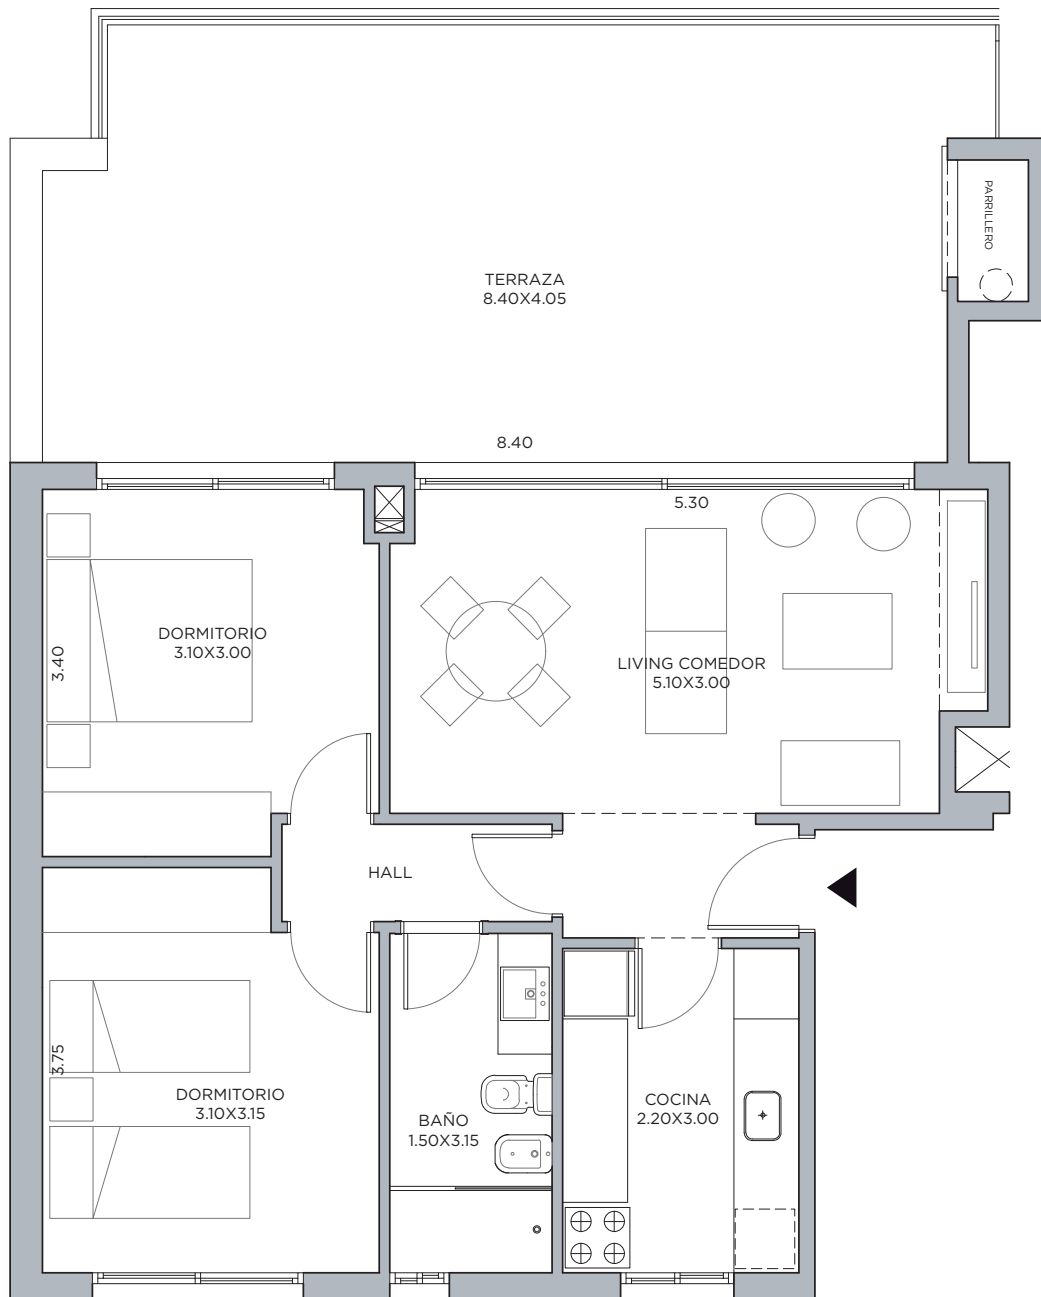 PARRILLERO
TERRAZA
8.40X4.05
8.40
5.30
DORMITORIO
3.10X3.00
3.40
LIVING COMEDOR
5.10X3.00
HALL
3.75
DORMITORIO
3.10X3.15
BAÑO
1.50X3.15
COCINA
2.20X3.00